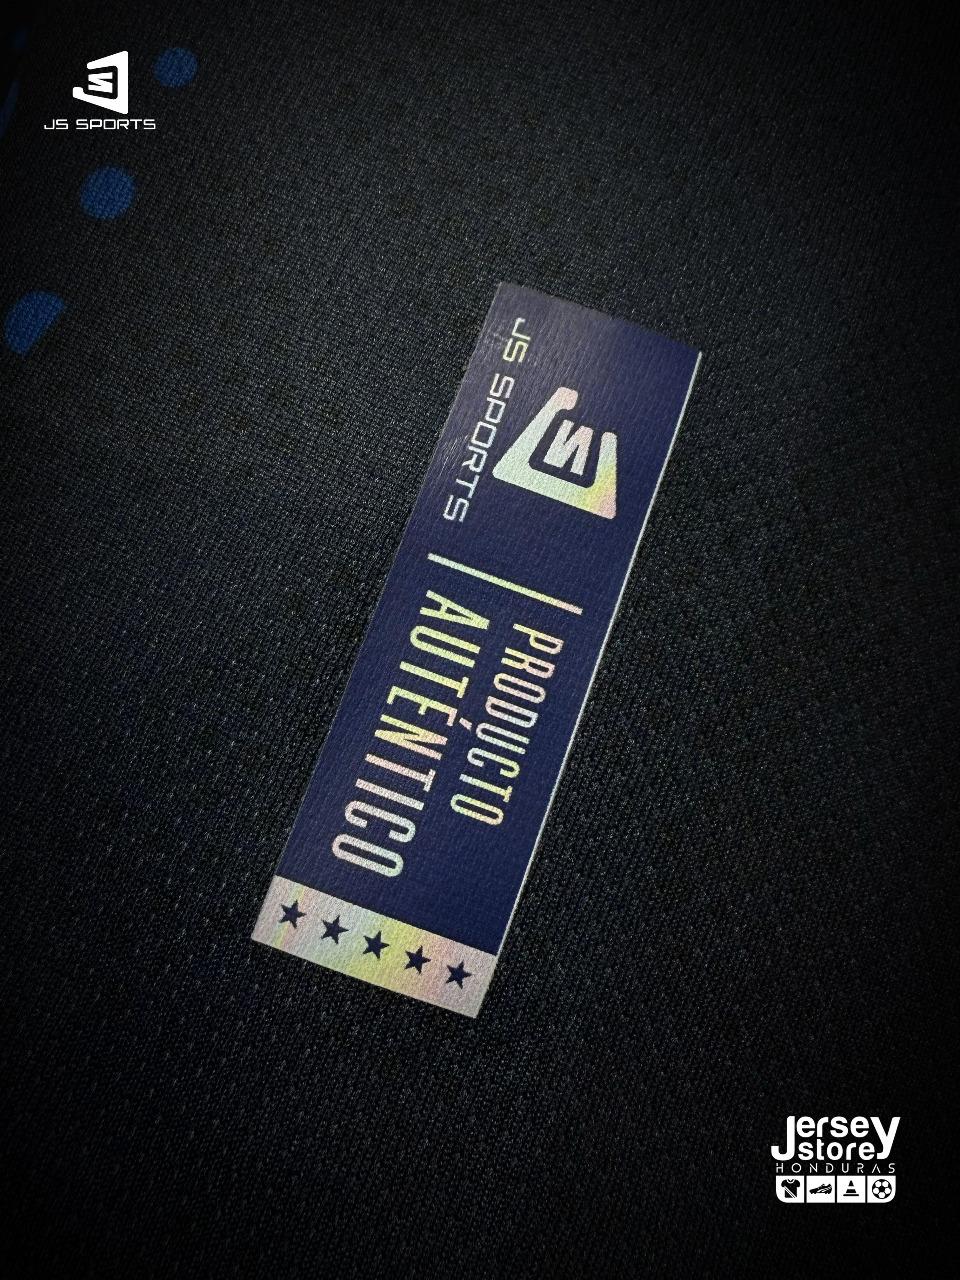 JS SPORTS
JS SPORTS
PRODUCTO
AUTÉNTICO
Jersey
store
HONDURAS